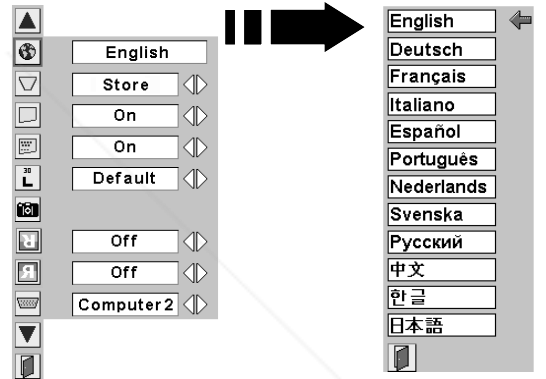 English
Store
On
On
30
L
Default
Off
Off
Computer2
English
Deutsch
Français
Italiano
Español
Português
Nederlands
Svenska
Русский
中文
한글
日本語